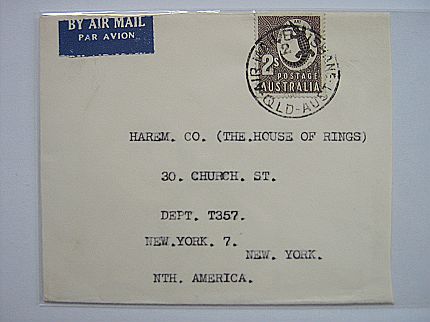 BY AIR MAIL
PAR AVION
2s
POSTAGE
AUSTRALIA
QLD-AUST
HAREM. CO. (THE.HOUSE OF RINGS)
30. CHURCH. ST.
DEPT. T357.
NEW.YORK. 7.
NEW. YORK.
NTH. AMERICA.